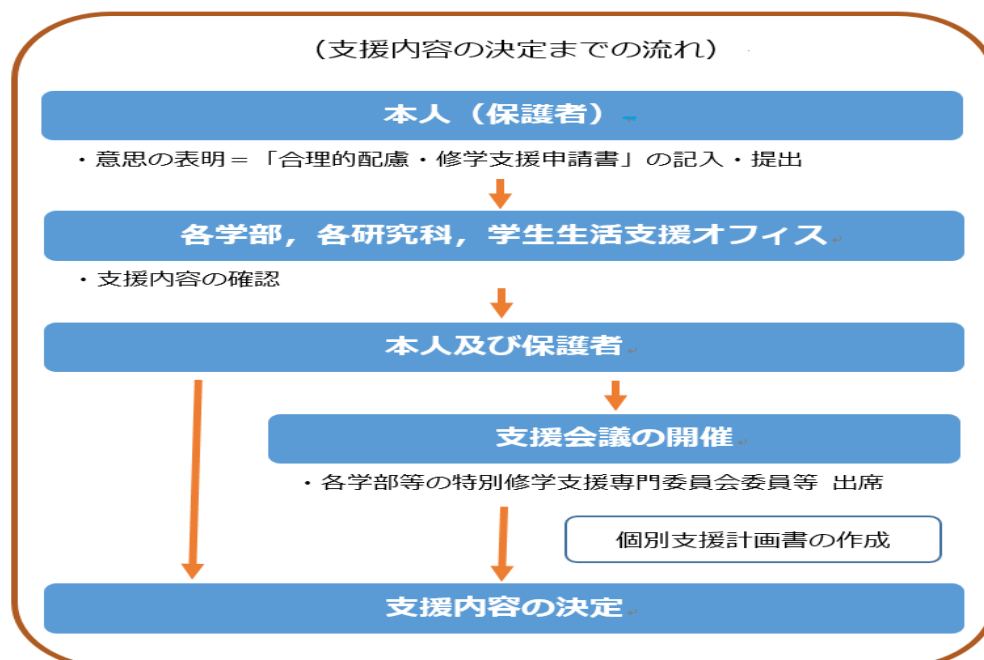 （支援内容の決定までの流れ）
本人（保護者）
・意思の表明＝「合理的配慮・修学支援申請書」の記入・提出
各学部，各研究科，学生生活支援オフィス
・支援内容の確認
本人及び保護者
支援会議の開催
・各学部等の特別修学支援専門委員会委員等 出席
個別支援計画書の作成
支援内容の決定